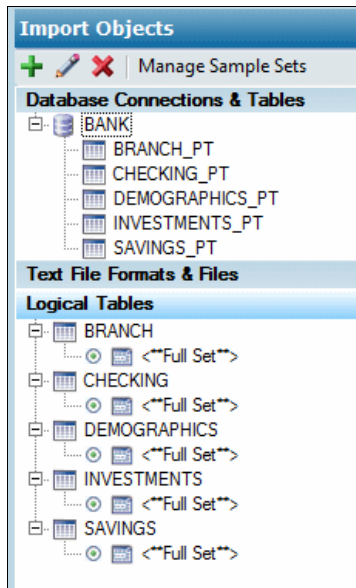 Import Objects
Manage Sample Sets
Database Connections & Tables
BANK
BRANCH_PT
CHECKING_PT
DEMOGRAPHICS_PT
INVESTMENTS_PT
SAVINGS_PT
Text File Formats & Files
Logical Tables
BRANCH
<**Full Set**>
CHECKING
<**Full Set**>
DEMOGRAPHICS
<**Full Set**>
INVESTMENTS
<**Full Set**>
SAVINGS
<**Full Set**>